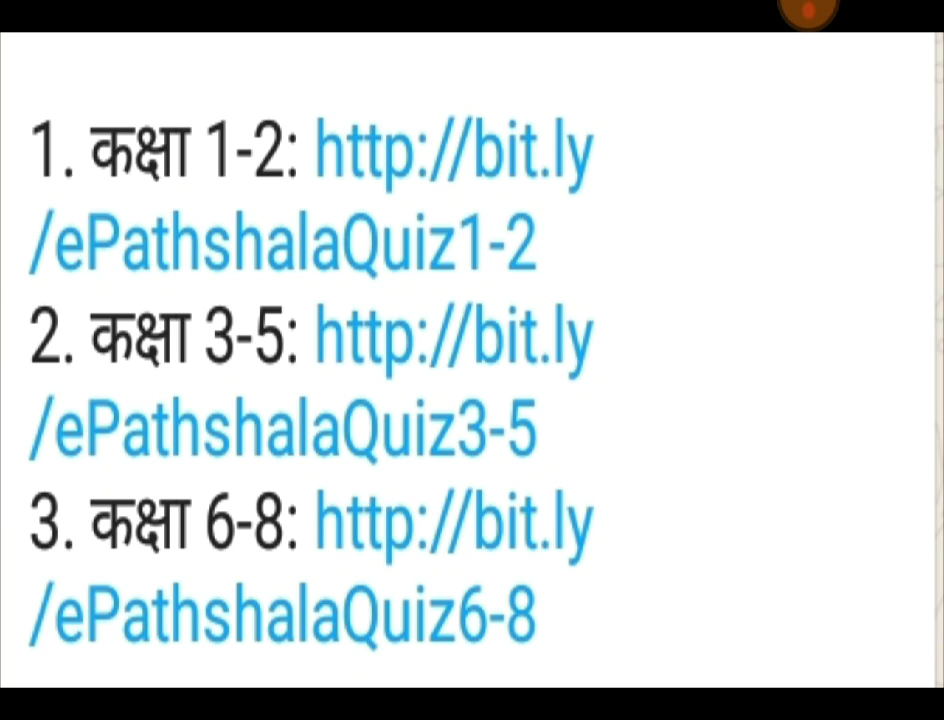 1. कक्षा 1-2: http://bit.ly
/ePathshalaQuiz1-2
2. कक्षा 3-5: http://bit.ly
/ePathshalaQuiz3-5
3. कक्षा 6-8: http://bit.ly
/ePathshalaQuiz6-8